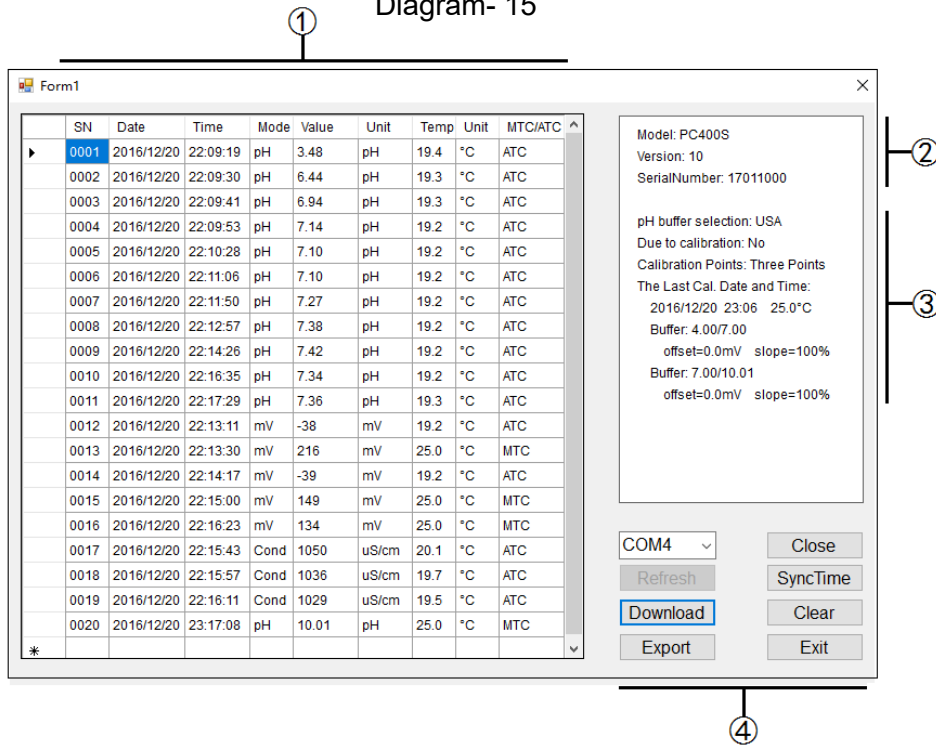 Diagram- 15
①
Form1
SN Date Time Mode Value Unit Temp Unit MTC/ATC
0001 2016/12/20 22:09:19 pH 3.48 pH 19.4 °C ATC
0002 2016/12/20 22:09:30 pH 6.44 pH 19.3 °C ATC
0003 2016/12/20 22:09:41 pH 6.94 pH 19.3 °C ATC
0004 2016/12/20 22:09:53 pH 7.14 pH 19.2 °C ATC
0005 2016/12/20 22:10:28 pH 7.10 pH 19.2 °C ATC
0006 2016/12/20 22:11:06 pH 7.10 pH 19.2 °C ATC
0007 2016/12/20 22:11:50 pH 7.27 pH 19.2 °C ATC
0008 2016/12/20 22:12:57 pH 7.38 pH 19.2 °C ATC
0009 2016/12/20 22:14:26 pH 7.42 pH 19.2 °C ATC
0010 2016/12/20 22:16:35 pH 7.34 pH 19.2 °C ATC
0011 2016/12/20 22:17:29 pH 7.36 pH 19.3 °C ATC
0012 2016/12/20 22:13:11 mV -38 mV 19.2 °C ATC
0013 2016/12/20 22:13:30 mV 216 mV 25.0 °C MTC
0014 2016/12/20 22:14:17 mV -39 mV 19.2 °C ATC
0015 2016/12/20 22:15:00 mV 149 mV 25.0 °C MTC
0016 2016/12/20 22:16:23 mV 134 mV 25.0 °C MTC
0017 2016/12/20 22:15:43 Cond 1050 uS/cm 20.1 °C ATC
0018 2016/12/20 22:15:57 Cond 1036 uS/cm 19.7 °C ATC
0019 2016/12/20 22:16:11 Cond 1029 uS/cm 19.5 °C ATC
0020 2016/12/20 23:17:08 pH 10.01 pH 25.0 °C MTC
Model: PC400S
Version: 10
SerialNumber: 17011000
②
pH buffer selection: USA
Due to calibration: No
Calibration Points: Three Points
The Last Cal. Date and Time:
2016/12/20 23:06 25.0°C
Buffer: 4.00/7.00
offset=0.0mV slope=100%
Buffer: 7.00/10.01
offset=0.0mV slope=100%
③
COM4 Close
Refresh SyncTime
Download Clear
Export Exit
④